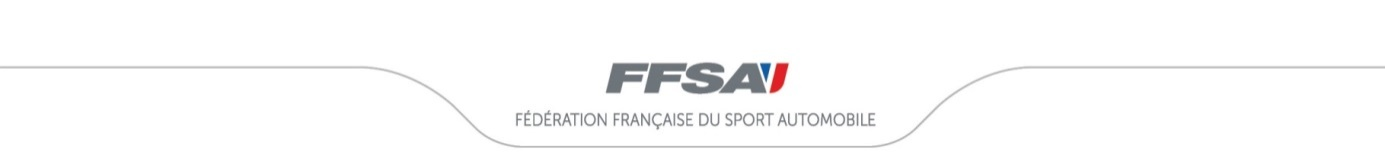 FFSA
FÉDÉRATION FRANÇAISE DU SPORT AUTOMOBILE